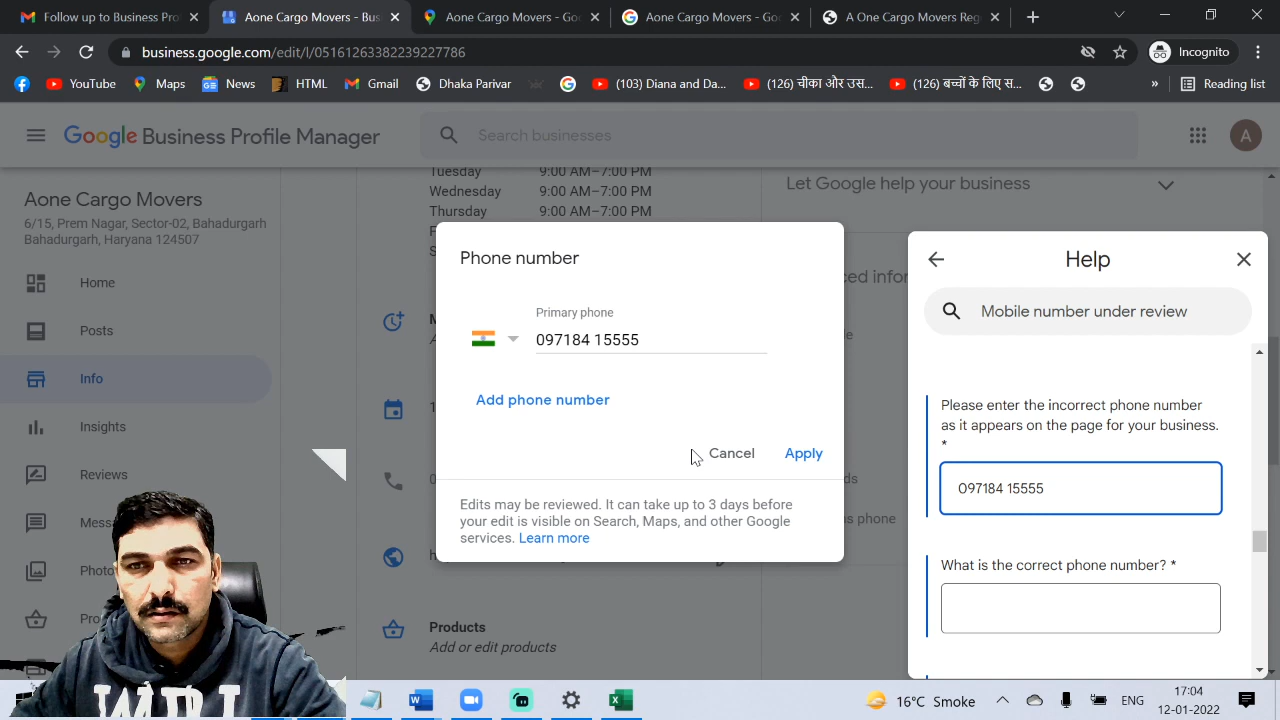 Follow up to Business Pro
Aone Cargo Movers - Bus
Aone Cargo Movers - Goo
Aone Cargo Movers - Goo
A One Cargo Movers Reg
business.google.com/edit/l/05161263382239227786
Incognito
YouTube
Maps
News
HTML
Gmail
Dhaka Parivar
(103) Diana and Da...
(126) चीका और उस...
(126) बच्चों के लिए स...
»
Reading list
Google Business Profile Manager
Search businesses
A
Aone Cargo Movers
6/15, Prem Nagar, Sector-02, Bahadurgarh
Bahadurgarh, Haryana 124507
Home
Posts
Info
Insights
Reviews
Mess
Photo
Pro
Tuesday 9:00 AM–7:00 PM
Wednesday 9:00 AM–7:00 PM
Thursday 9:00 AM–7:00 PM
Let Google help your business
Phone number
Primary phone
097184 15555
Add phone number
Cancel
Apply
Edits may be reviewed. It can take up to 3 days before
your edit is visible on Search, Maps, and other Google
services. Learn more
Products
Add or edit products
Help
Mobile number under review
Please enter the incorrect phone number
as it appears on the page for your business.
*
097184 15555
What is the correct phone number? *
16°C Smoke
ENG
17:04
12-01-2022